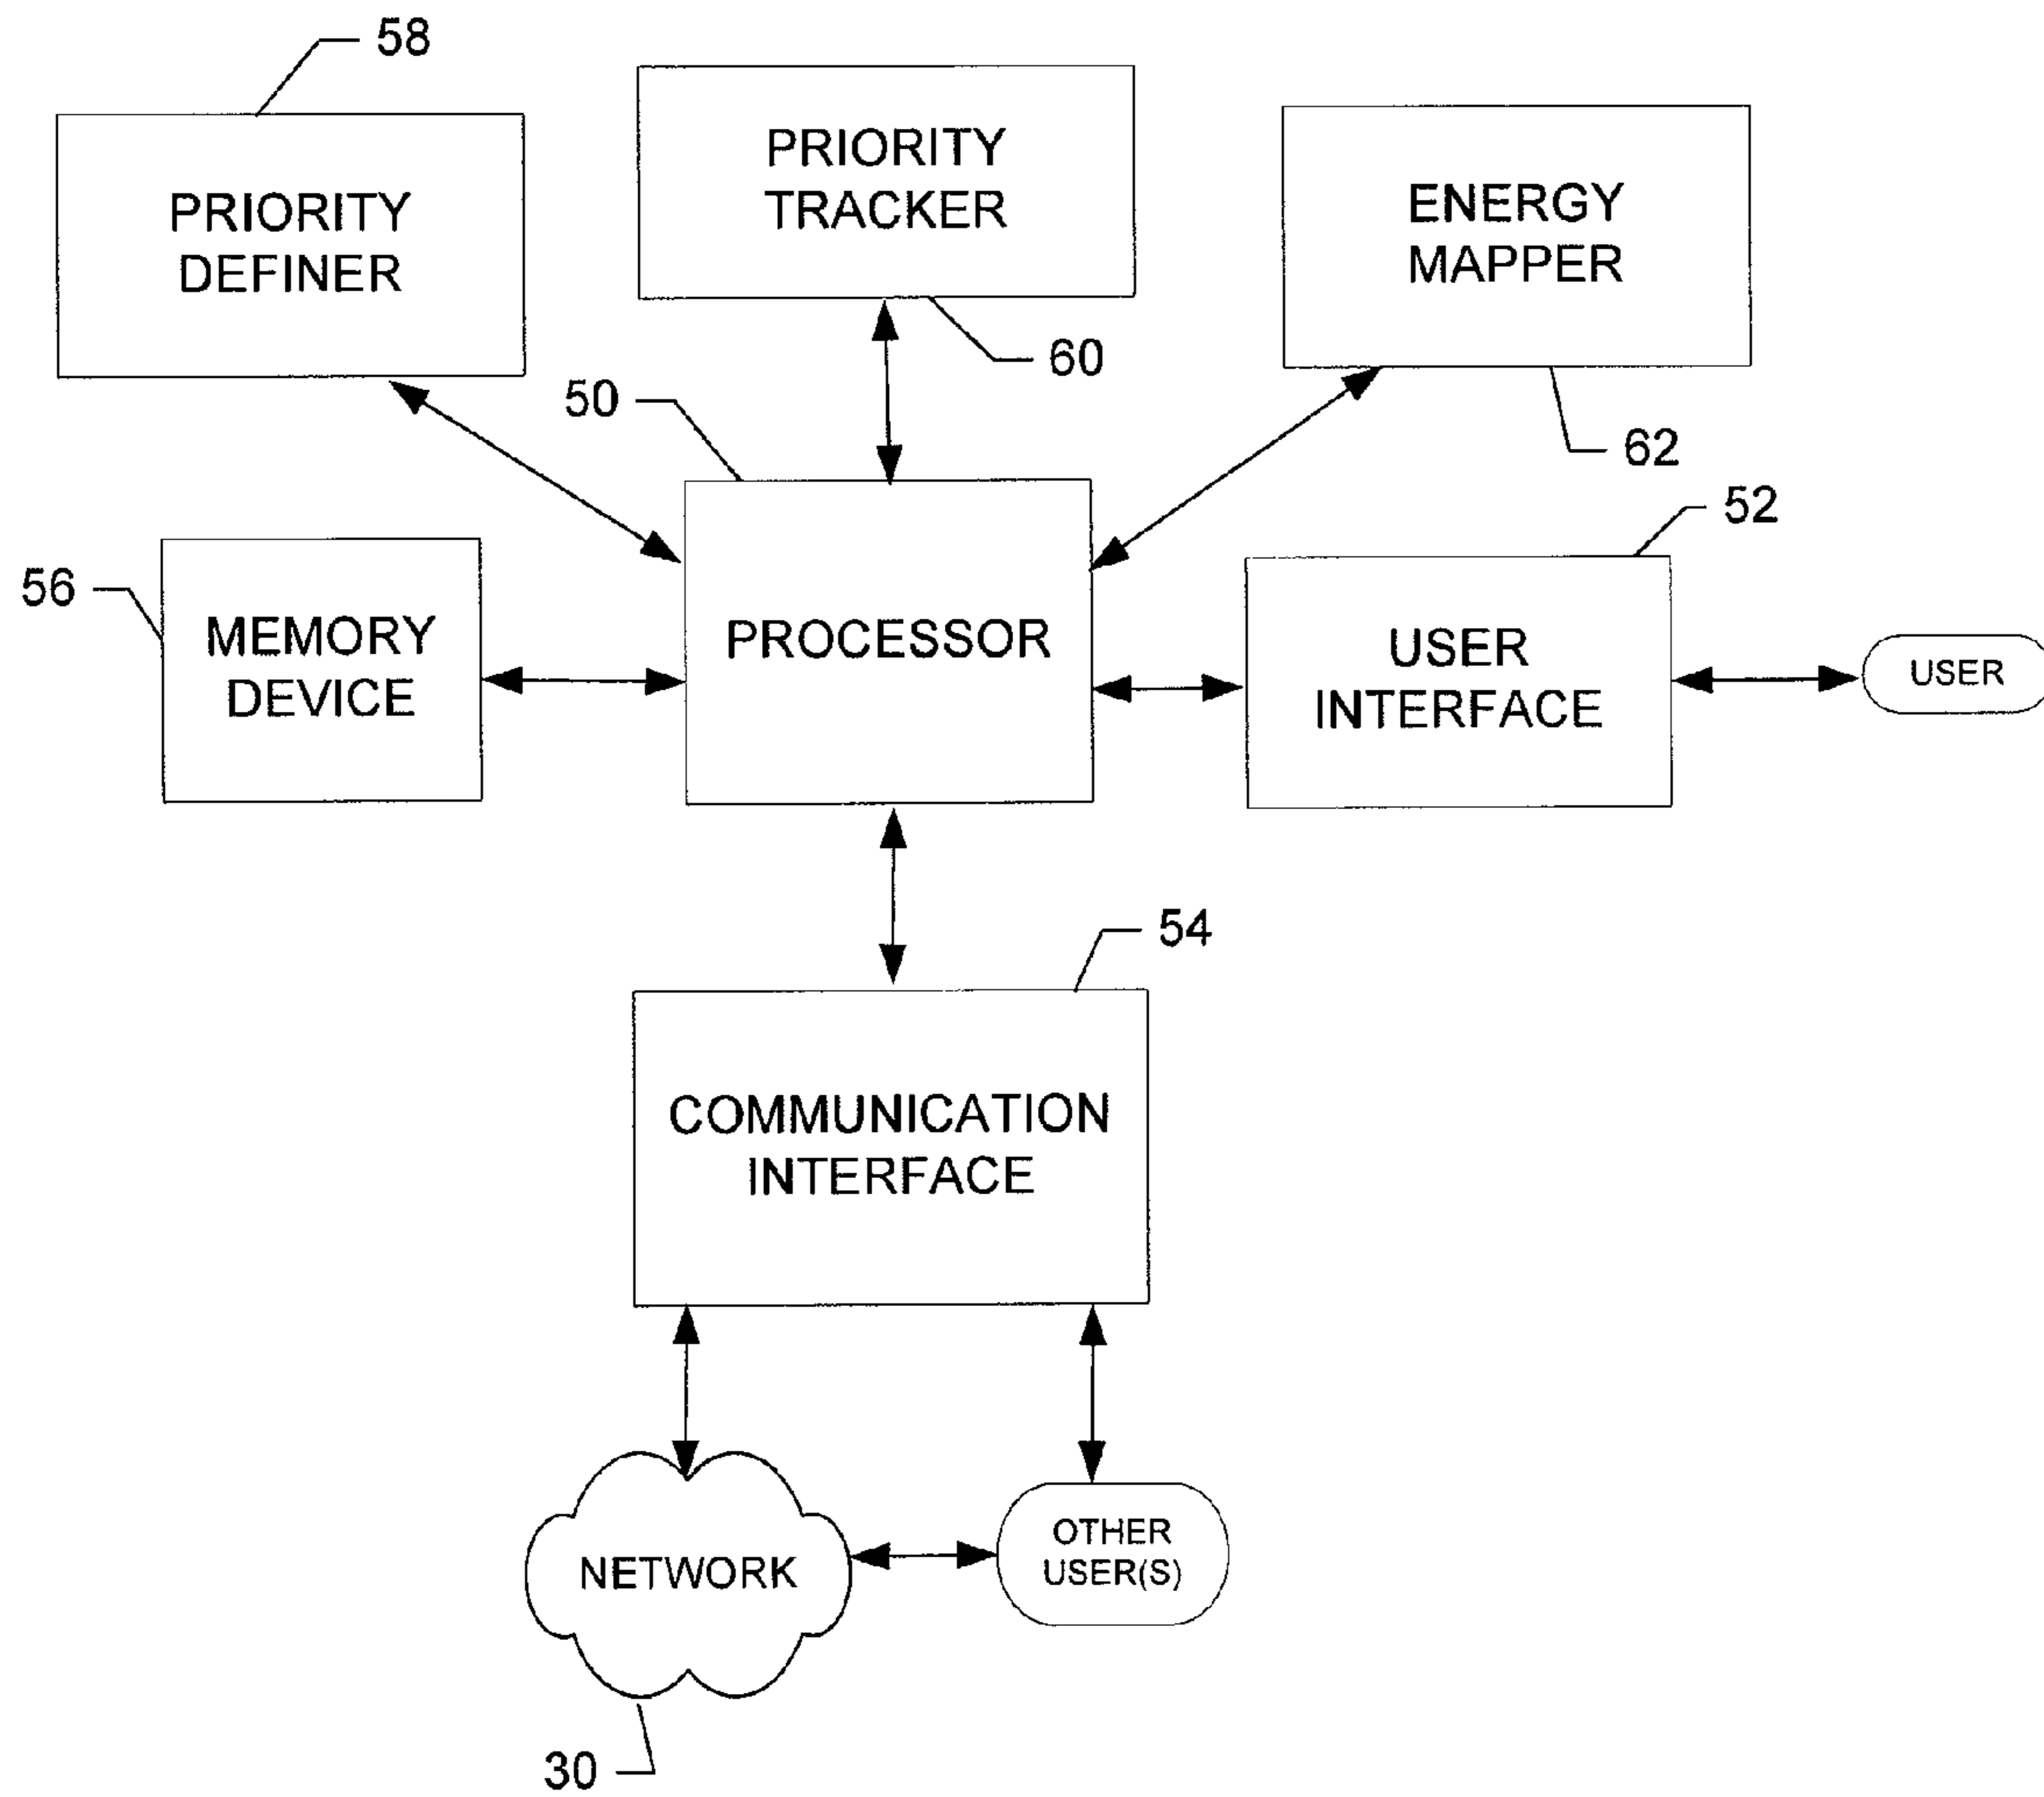 58
PRIORITY
DEFINER
PRIORITY
TRACKER
60
ENERGY
MAPPER
62
50
PROCESSOR
52
USER
INTERFACE
USER
56
MEMORY
DEVICE
54
COMMUNICATION
INTERFACE
NETWORK
OTHER
USER(S)
30